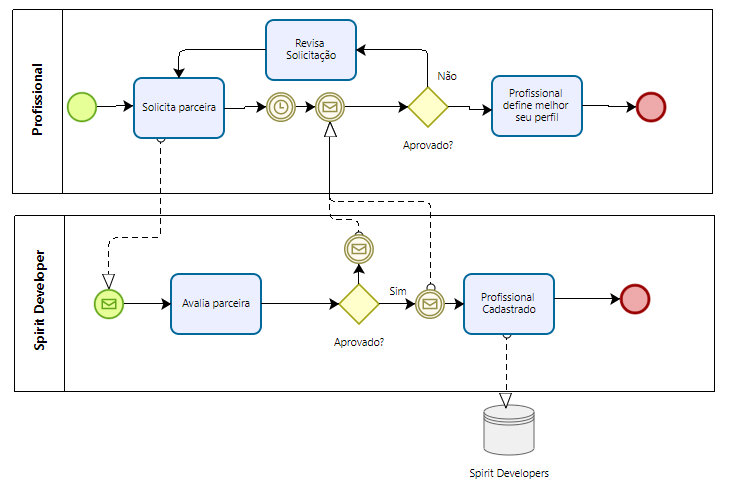 Profissional
Revisa
Solicitação
Solicita parceira
Não
Aprovado?
Profissional
define melhor
seu perfil
Spirit Developer
Avalia parceira
Sim
Aprovado?
Profissional
Cadastrado
Spirit Developers